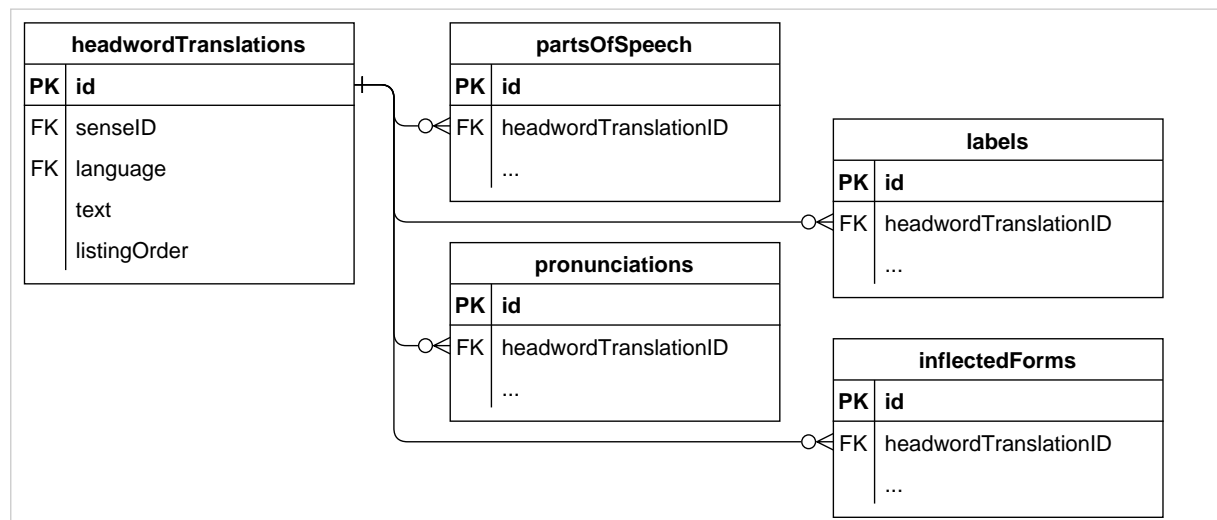 headwordTranslations
PK id
FK senseID
FK language
text
listingOrder
partsOfSpeech
PK id
FK headwordTranslationID
...
pronunciations
PK id
FK headwordTranslationID
...
labels
PK id
FK headwordTranslationID
...
inflectedForms
PK id
FK headwordTranslationID
...